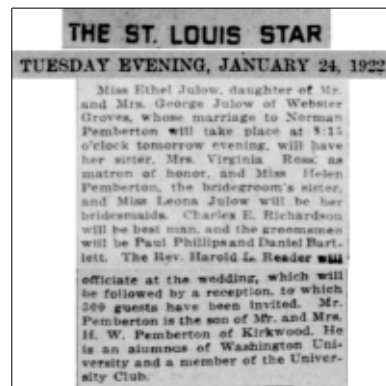 THE ST. LOUIS STAR
TUESDAY EVENING, JANUARY 24, 1922
Miss Ethel Julow, daughter of Mr.
and Mrs. George Julow of Webster
Groves, whose marriage to Norman
Pemberton will take place at 8:15
o'clock tomorrow evening, will have
her sister, Mrs. Virginia Ross, as
matron of honor, and Miss Helen
Pemberton, the bridegroom's sister,
and Miss Leona Julow will be her
bridesmaids. Charles E. Richardson
will be best man, and the groomsmen
will be Paul Phillips and Daniel Bart-
lett. The Rev. Harold L. Reader will
officiate at the wedding, which will
be followed by a reception, to which
guests have been invited. Mr.
Pemberton is the son of Mr. and Mrs.
H. W. Pemberton of Kirkwood. He
is an alumnus of Washington Uni-
versity and a member of the Univer-
sity Club.